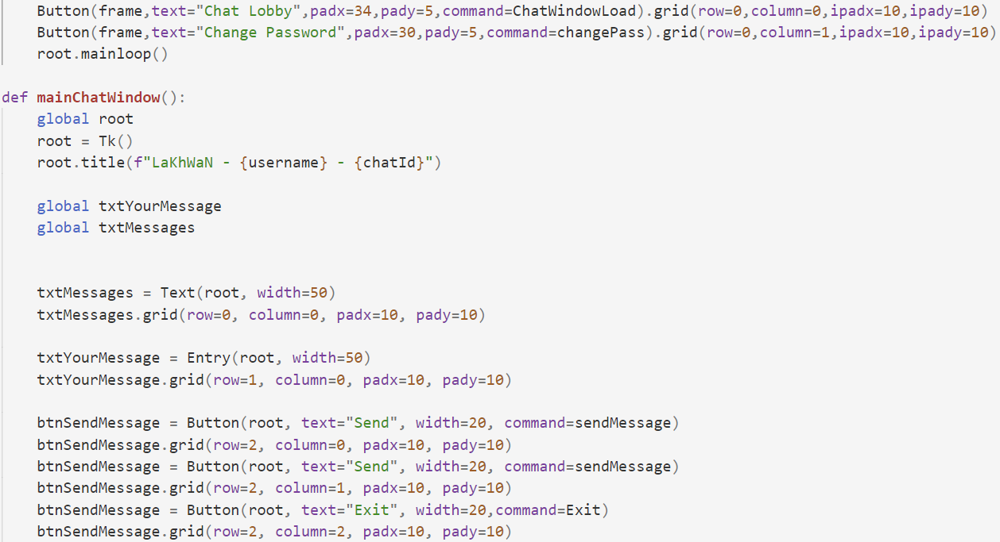 Button(frame,text="Chat Lobby",padx=34,pady=5,command=ChatWindowLoad).grid(row=0,column=0,ipadx=10,ipady=10)
Button(frame,text="Change Password",padx=30,pady=5,command=changePass).grid(row=0,column=1,ipadx=10,ipady=10)
root.mainloop()
def mainChatWindow():
global root
root = Tk()
root.title(f"LaKhWaN - {username} - {chatId}")
global txtYourMessage
global txtMessages
txtMessages = Text(root, width=50)
txtMessages.grid(row=0, column=0, padx=10, pady=10)
txtYourMessage = Entry(root, width=50)
txtYourMessage.grid(row=1, column=0, padx=10, pady=10)
btnSendMessage = Button(root, text="Send", width=20, command=sendMessage)
btnSendMessage.grid(row=2, column=0, padx=10, pady=10)
btnSendMessage = Button(root, text="Send", width=20, command=sendMessage)
btnSendMessage.grid(row=2, column=1, padx=10, pady=10)
btnSendMessage = Button(root, text="Exit", width=20,command=Exit)
btnSendMessage.grid(row=2, column=2, padx=10, pady=10)